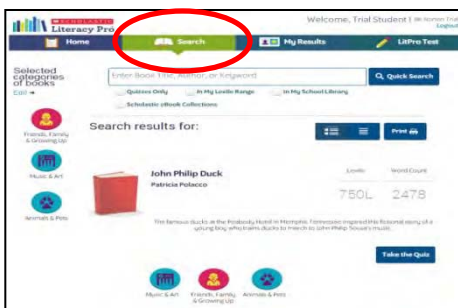 SCHOLASTIC
Literacy Pro
Welcome, Trial Student |
Logout
Home
Search
My Results
LitPro Test
Selected
categories
of books
Edit
Enter Book Title, Author, or Keyword
Quick Search
Quizzes Only
In My Lexile Range
In My School Library
Scholastic eBook Collections
Friends, Family
& Growing Up
Music & Art
Animals & Pets
Search results for:
Print
John Philip Duck
Patricia Polacco
Lexile
Word Count
750L
2478
The famous ducks at the Peabody Hotel in Memphis, Tennessee inspired this fictional story of a
young boy who trains ducks to march to John Philip Sousa's music.
Take the Quiz
Music & Art
Friends, Family
& Growing Up
Animals & Pets